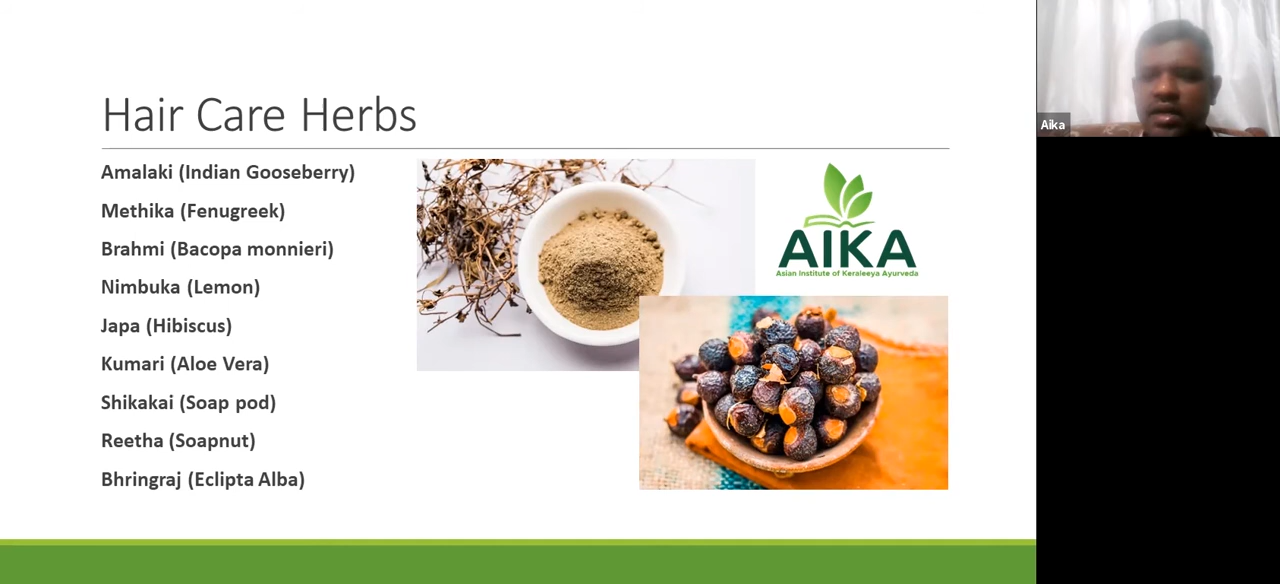 Hair Care Herbs
Amalaki (Indian Gooseberry)
Methika (Fenugreek)
Brahmi (Bacopa monnieri)
Nimbuka (Lemon)
Japa (Hibiscus)
Kumari (Aloe Vera)
Shikakai (Soap pod)
Reetha (Soapnut)
Bhringraj (Eclipta Alba)
AIKA
Asian Institute of Keraleeya Ayurveda
Aika